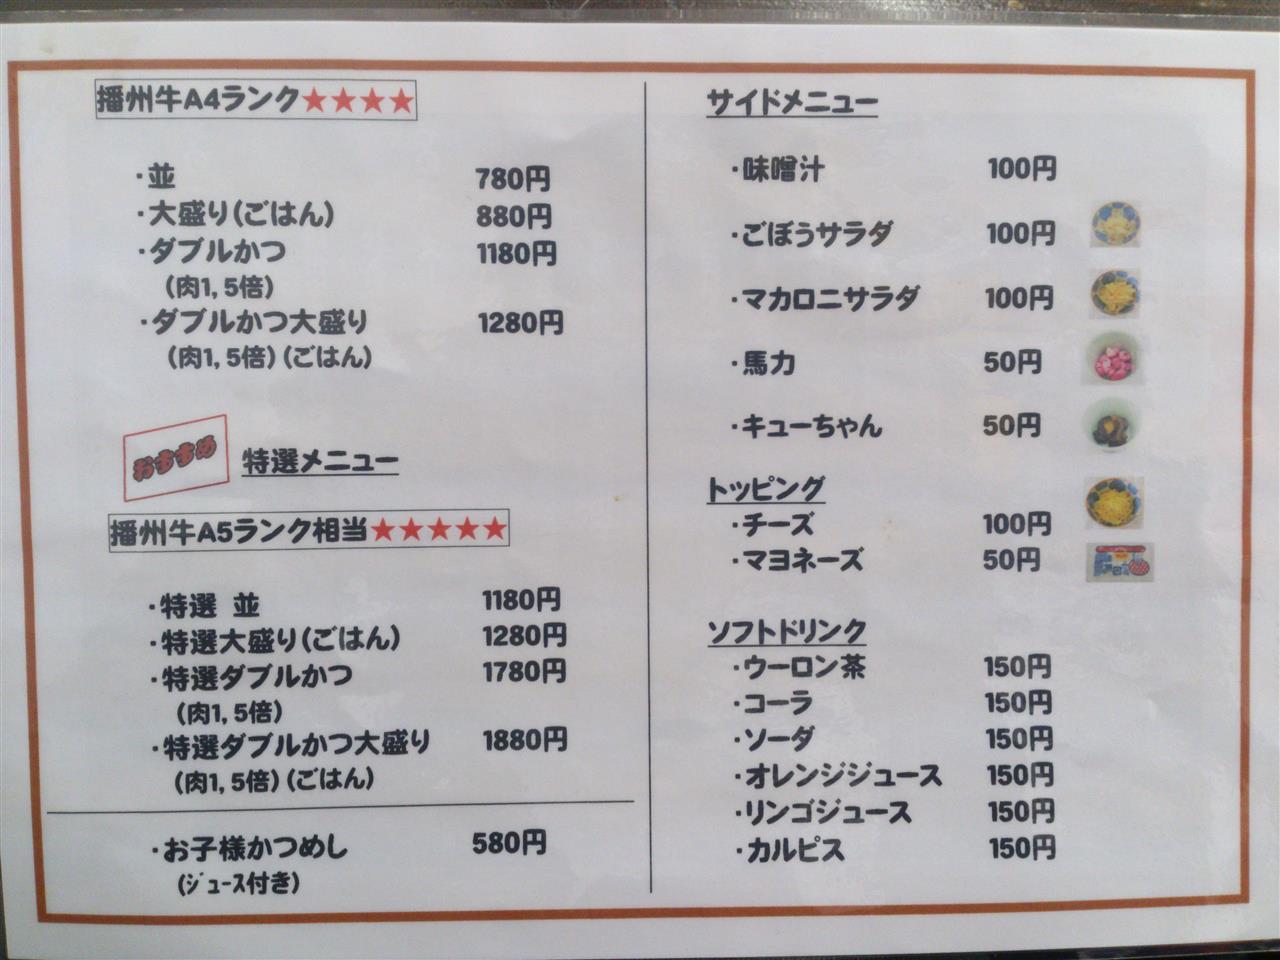 播州牛A4ランク★★★★
・並 780円
・大盛り(ごはん) 880円
・ダブルかつ 1180円
(肉1,5倍)
・ダブルかつ大盛り 1280円
(肉1,5倍)(ごはん)
おすすめ 特選メニュー
播州牛A5ランク相当★★★★★
・特選 並 1180円
・特選大盛り(ごはん) 1280円
・特選ダブルかつ 1780円
(肉1,5倍)
・特選ダブルかつ大盛り 1880円
(肉1,5倍)(ごはん)
・お子様かつめし 580円
(ｼﾞｭｰｽ付き)
サイドメニュー
・味噌汁 100円
・ごぼうサラダ 100円
・マカロニサラダ 100円
・馬力 50円
・キューちゃん 50円
トッピング
・チーズ 100円
・マヨネーズ 50円
ソフトドリンク
・ウーロン茶 150円
・コーラ 150円
・ソーダ 150円
・オレンジジュース 150円
・リンゴジュース 150円
・カルピス 150円